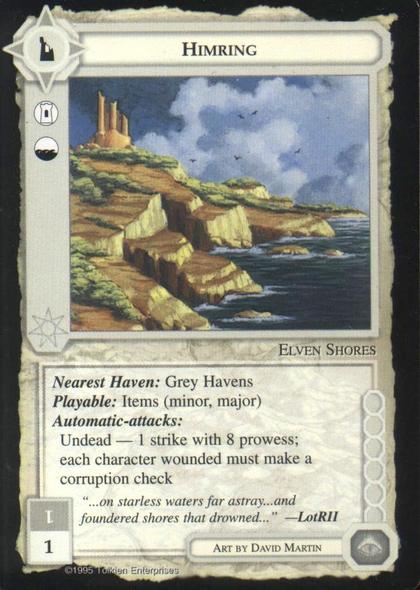 HIMRING
ELVEN SHORES
Nearest Haven: Grey Havens
Playable: Items (minor, major)
Automatic-attacks:
Undead — 1 strike with 8 prowess;
each character wounded must make a
corruption check
“...on starless waters far astray...and
foundered shores that drowned...” —LotRII
1
1
ART BY DAVID MARTIN
©1995 Tolkien Enterprises